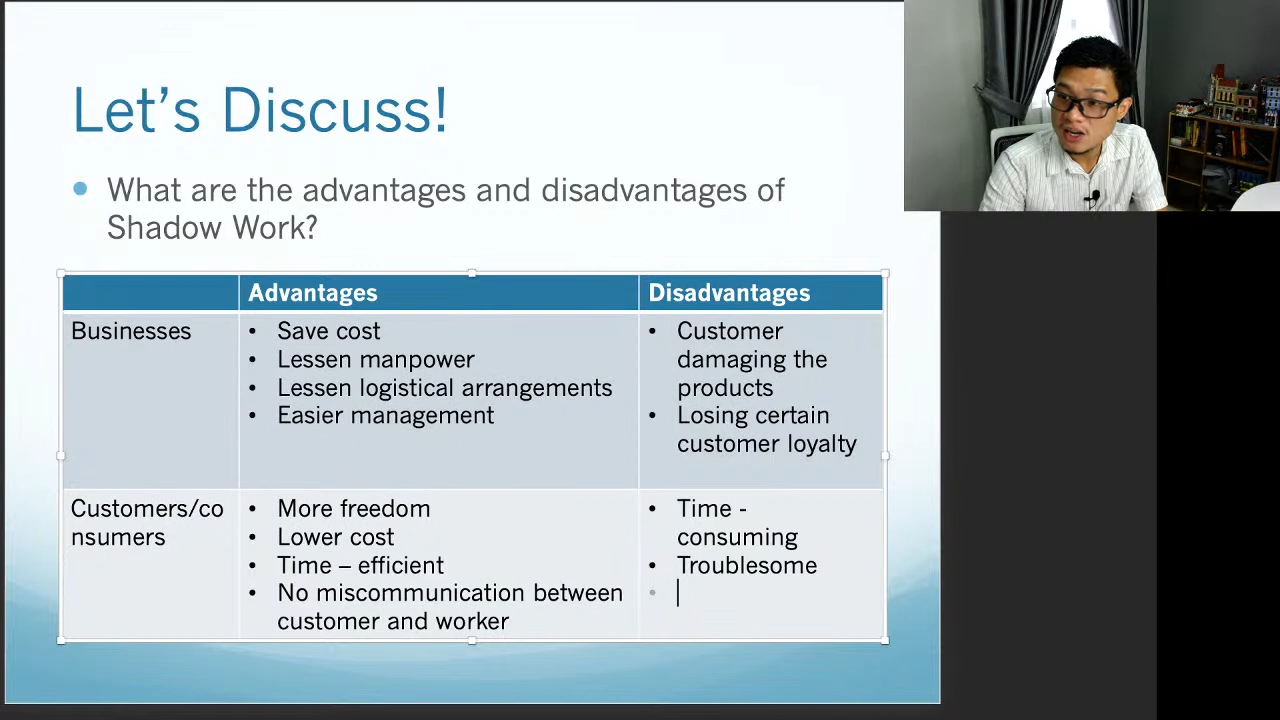 Let's Discuss!
• What are the advantages and disadvantages of
Shadow Work?
Advantages
Disadvantages
Businesses
• Save cost
• Lessen manpower
• Lessen logistical arrangements
• Easier management
• Customer
damaging the
products
• Losing certain
customer loyalty
Customers/co
nsumers
• More freedom
• Lower cost
• Time – efficient
• No miscommunication between
customer and worker
• Time -
consuming
• Troublesome
•